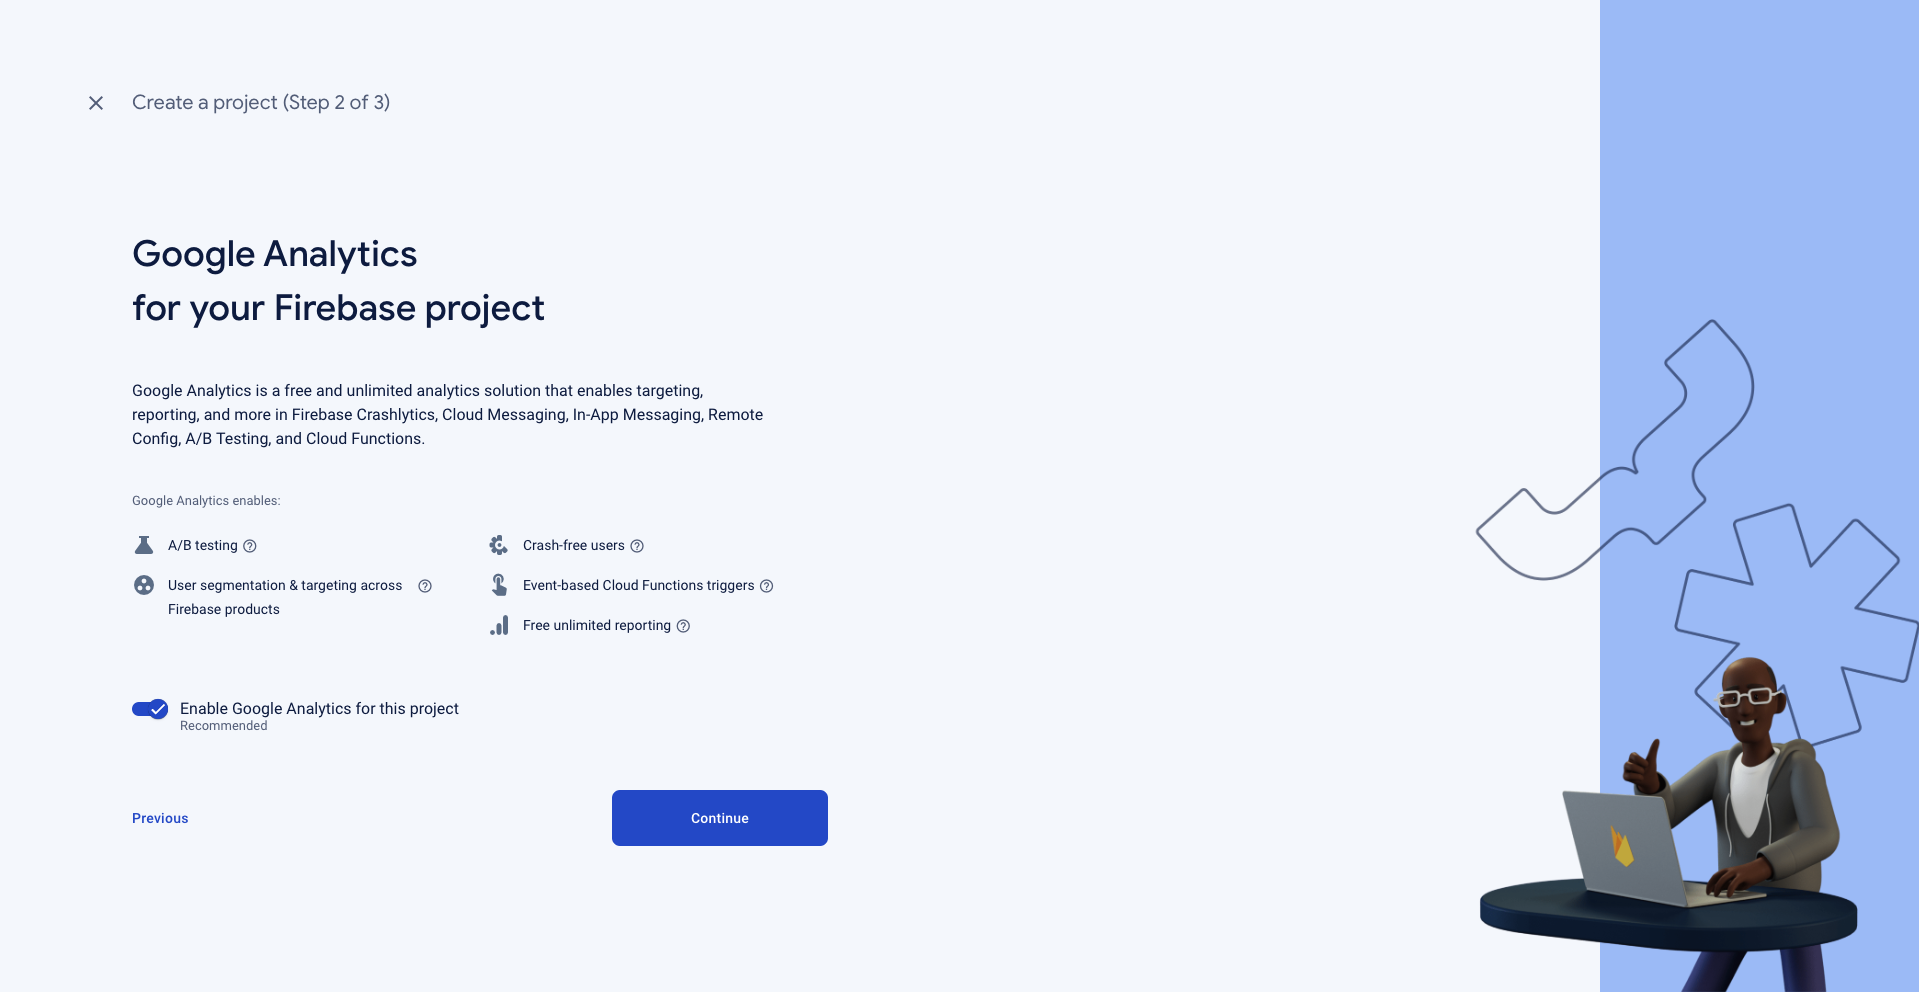 Create a project (Step 2 of 3)
Google Analytics
for your Firebase project
Google Analytics is a free and unlimited analytics solution that enables targeting,
reporting, and more in Firebase Crashlytics, Cloud Messaging, In-App Messaging, Remote
Config, A/B Testing, and Cloud Functions.
Google Analytics enables:
A/B testing
User segmentation & targeting across
Firebase products
Crash-free users
Event-based Cloud Functions triggers
Free unlimited reporting
Enable Google Analytics for this project
Recommended
Previous
Continue